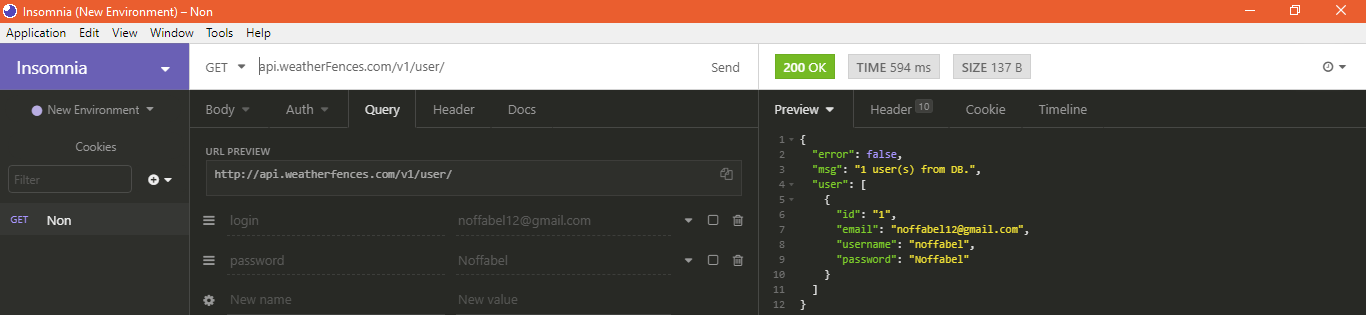 Insomnia (New Environment) – Non
Application Edit View Window Tools Help
Insomnia
GET api.weatherFences.com/v1/user/ Send
200 OK TIME 594 ms SIZE 137 B
New Environment
Cookies
Filter
GET Non
Body Auth Query Header Docs
URL PREVIEW
http://api.weatherfences.com/v1/user/
login noffabel12@gmail.com
password Noffabel
New name New value
Preview Header 10 Cookie Timeline
1 {
2 "error": false,
3 "msg": "1 user(s) from DB.",
4 "user": [
5 {
6 "id": "1",
7 "email": "noffabel12@gmail.com",
8 "username": "noffabel",
9 "password": "Noffabel"
10 }
11 ]
12 }